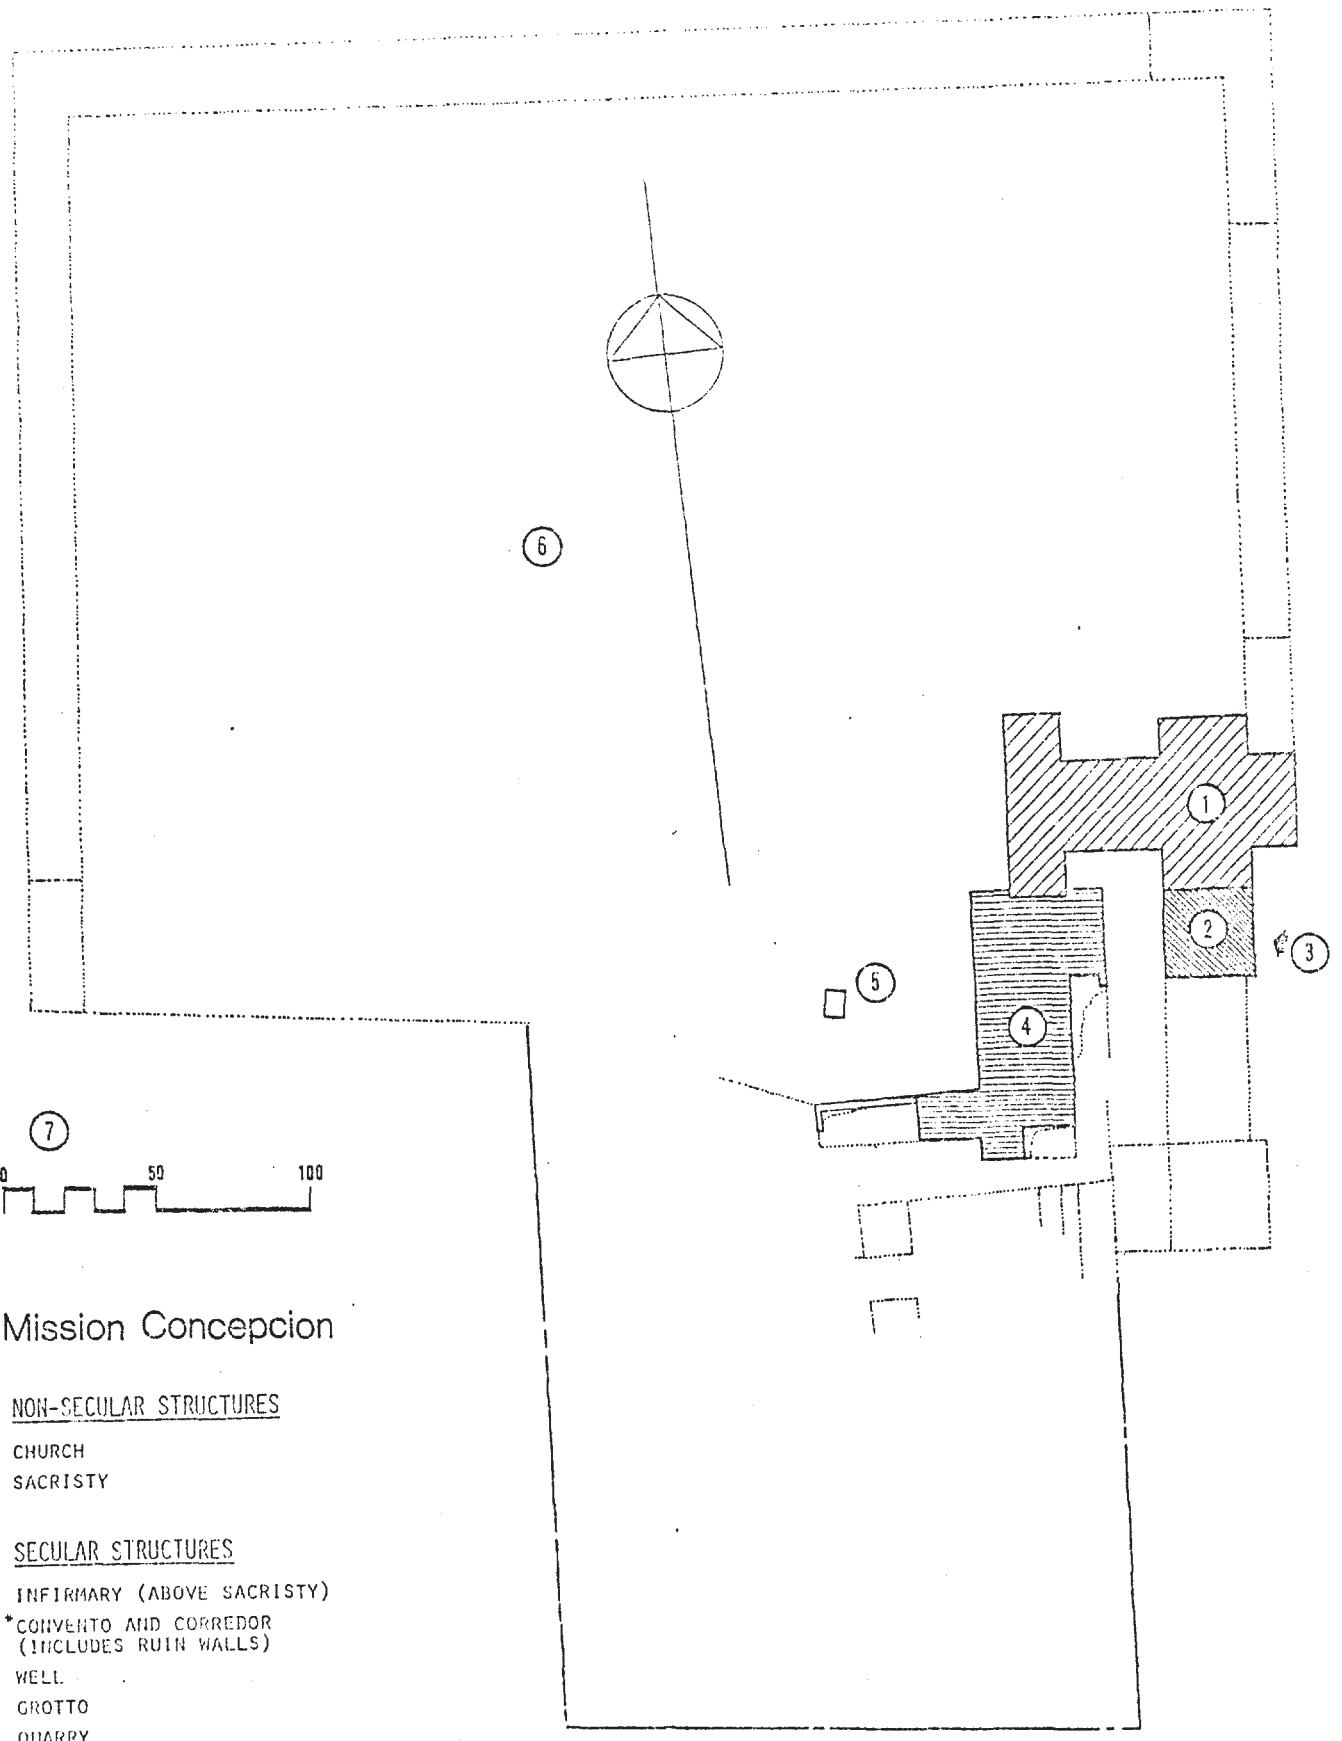 6
1
2
3
5
4
7
0 50 100
Mission Concepcion
NON-SECULAR STRUCTURES
CHURCH
SACRISTY
SECULAR STRUCTURES
INFIRMARY (ABOVE SACRISTY)
*CONVENTO AND CORREDOR
(INCLUDES RUIN WALLS)
WELL
GROTTO
QUARRY